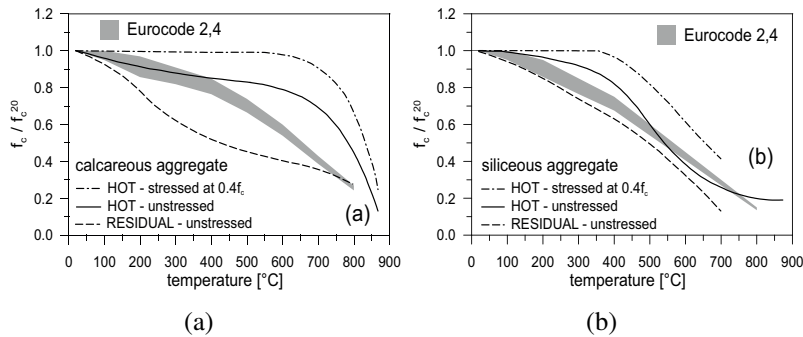 Eurocode 2,4
1.2
1.0
0.8
0.6
0.4
0.2
0.0
f_c / f_c^20
calcareous aggregate
HOT - stressed at 0.4f_c
HOT - unstressed
RESIDUAL - unstressed
(a)
0 100 200 300 400 500 600 700 800 900
temperature [°C]
(a)
Eurocode 2,4
1.2
1.0
0.8
0.6
0.4
0.2
0.0
f_c / f_c^20
siliceous aggregate
HOT - stressed at 0.4f_c
HOT - unstressed
RESIDUAL - unstressed
(b)
0 100 200 300 400 500 600 700 800 900
temperature [°C]
(b)